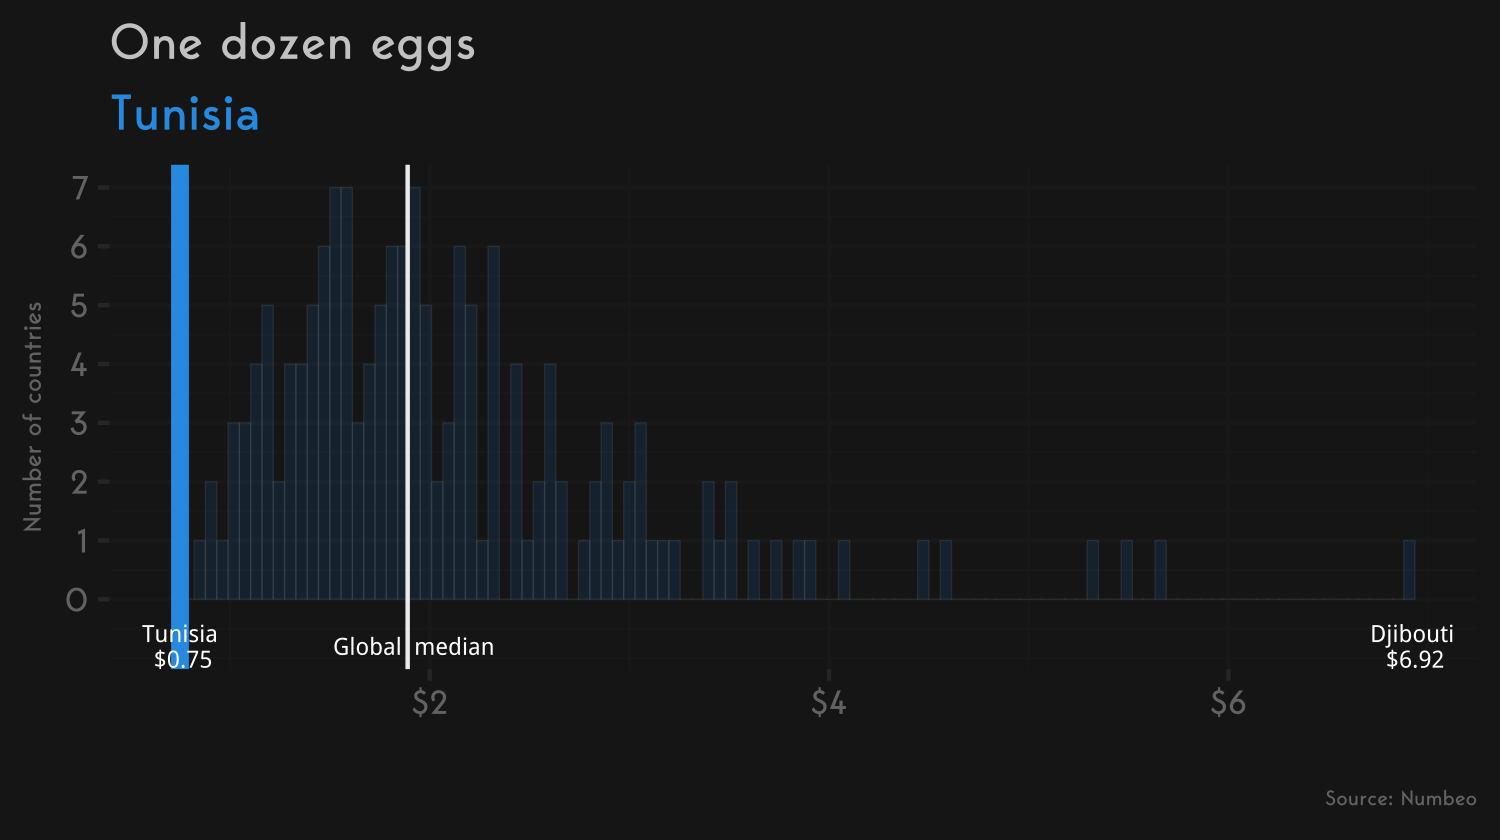 One dozen eggs
Tunisia
Number of countries
7
6
5
4
3
2
1
0
Tunisia
$0.75
Global median
Djibouti
$6.92
$2
$4
$6
Source: Numbeo